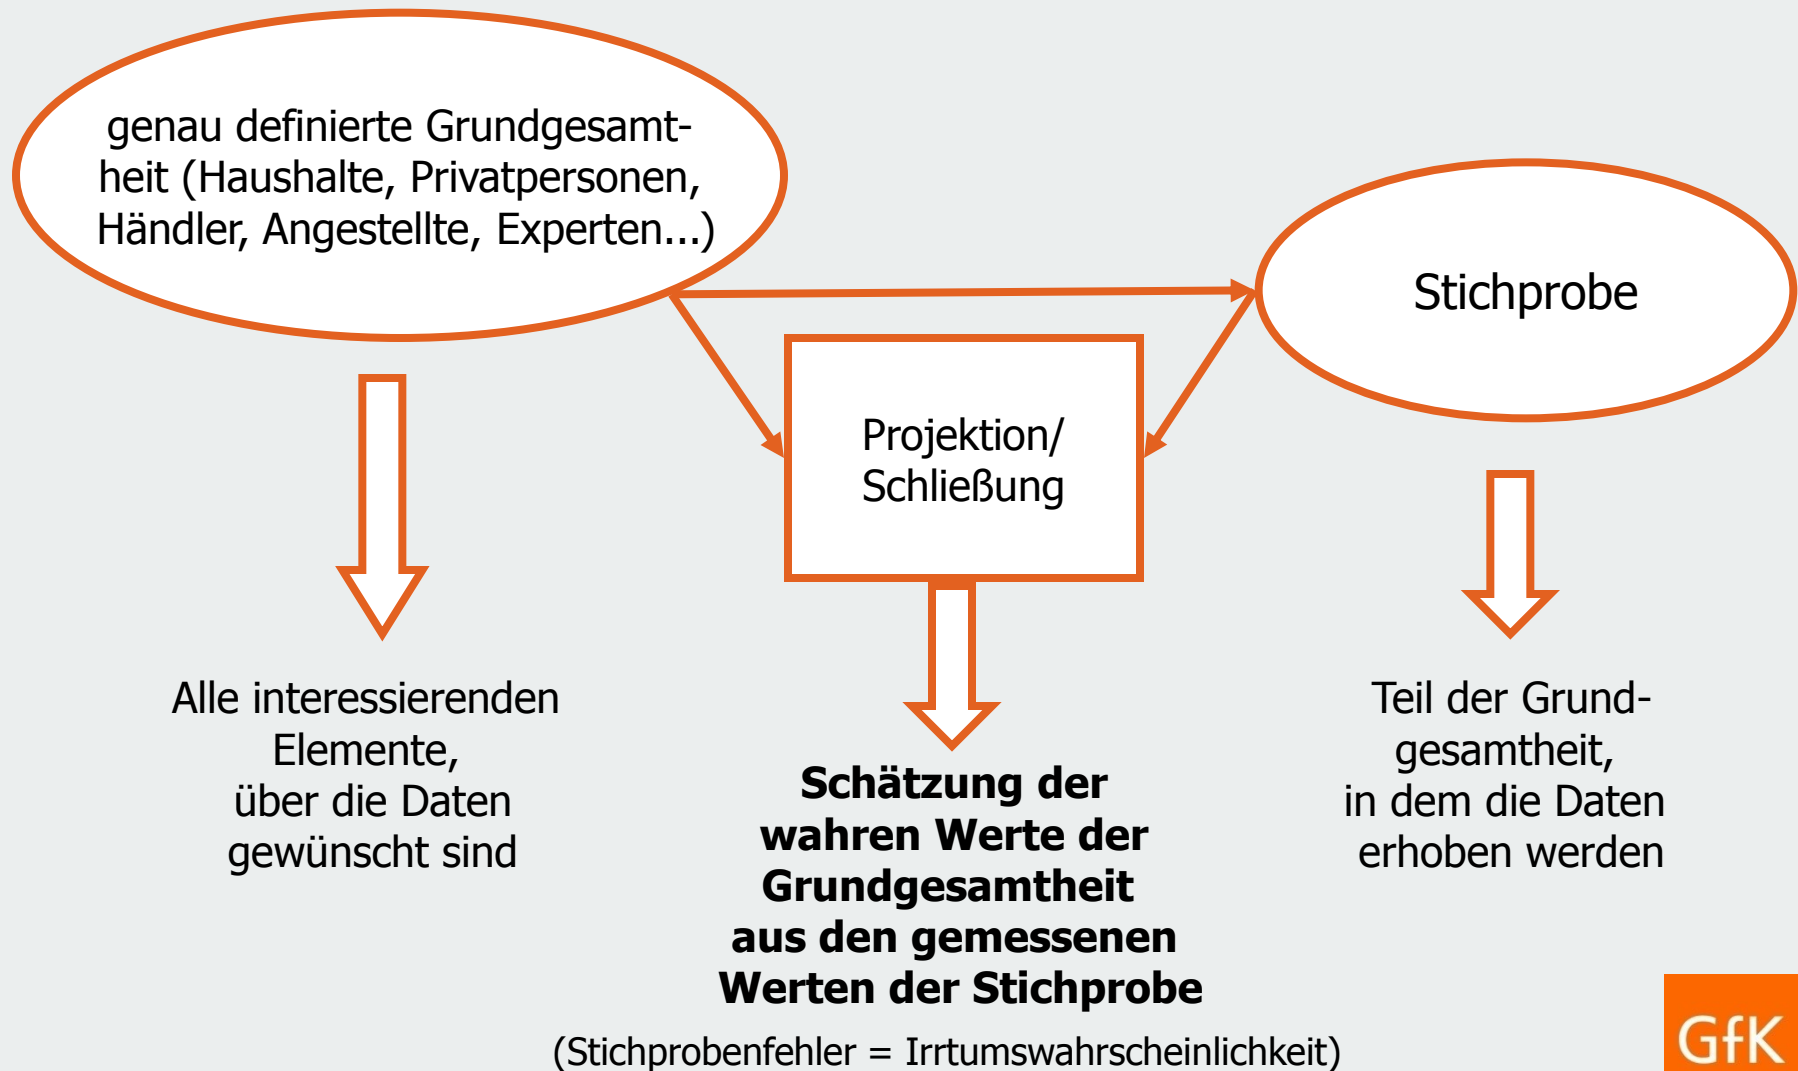 genau definierte Grundgesamt-
heit (Haushalte, Privatpersonen,
Händler, Angestellte, Experten...)
Stichprobe
Projektion/
Schließung
Alle interessierenden
Elemente,
über die Daten
gewünscht sind
Schätzung der
wahren Werte der
Grundgesamtheit
aus den gemessenen
Werten der Stichprobe
(Stichprobenfehler = Irrtumswahrscheinlichkeit)
Teil der Grund-
gesamtheit,
in dem die Daten
erhoben werden
GfK